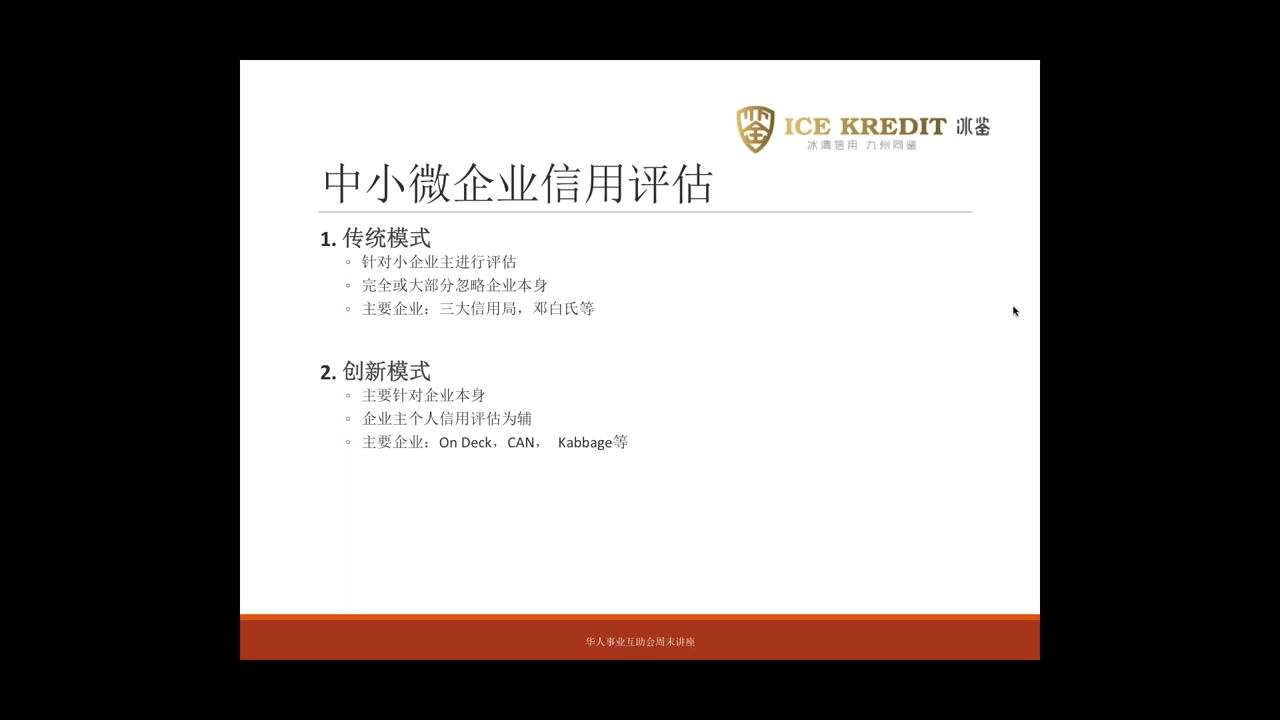 ICE KREDIT 冰鉴
冰清信用 九州同鉴
中小微企业信用评估
1. 传统模式
◦ 针对小企业主进行评估
◦ 完全或大部分忽略企业本身
◦ 主要企业：三大信用局，邓白氏等
2. 创新模式
◦ 主要针对企业本身
◦ 企业主个人信用评估为辅
◦ 主要企业：On Deck，CAN， Kabbage等
华人事业互助会周末讲座